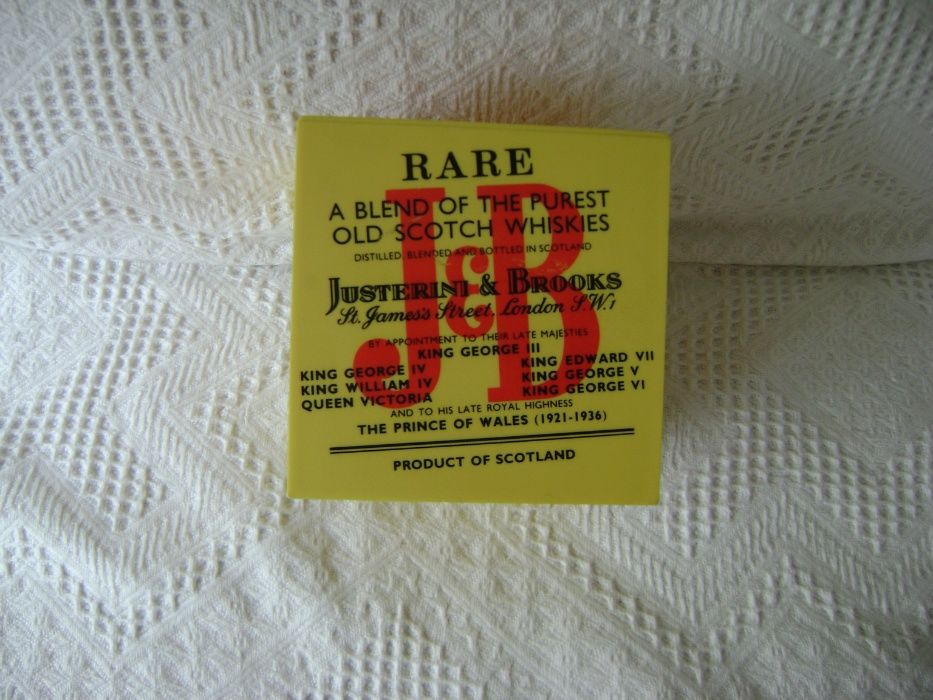 RARE
J&B
A BLEND OF THE PUREST
OLD SCOTCH WHISKIES
DISTILLED, BLENDED AND BOTTLED IN SCOTLAND
JUSTERINI & BROOKS
St. James's Street, London S.W.1
BY APPOINTMENT TO THEIR LATE MAJESTIES
KING GEORGE III
KING GEORGE IV KING EDWARD VII
KING WILLIAM IV KING GEORGE V
QUEEN VICTORIA KING GEORGE VI
AND TO HIS LATE ROYAL HIGHNESS
THE PRINCE OF WALES (1921-1936)
PRODUCT OF SCOTLAND